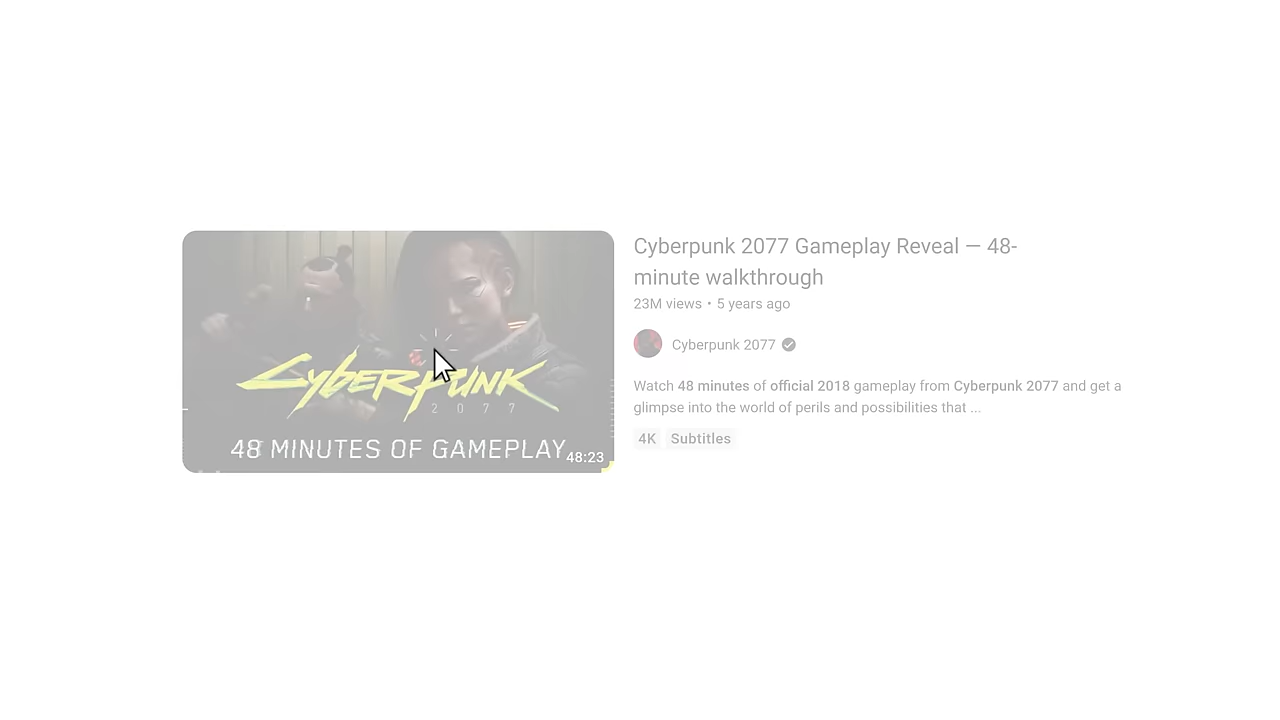 CYBERPUNK
2077
48 MINUTES OF GAMEPLAY
48:23
Cyberpunk 2077 Gameplay Reveal — 48-
minute walkthrough
23M views • 5 years ago
Cyberpunk 2077
Watch 48 minutes of official 2018 gameplay from Cyberpunk 2077 and get a
glimpse into the world of perils and possibilities that ...
4K Subtitles